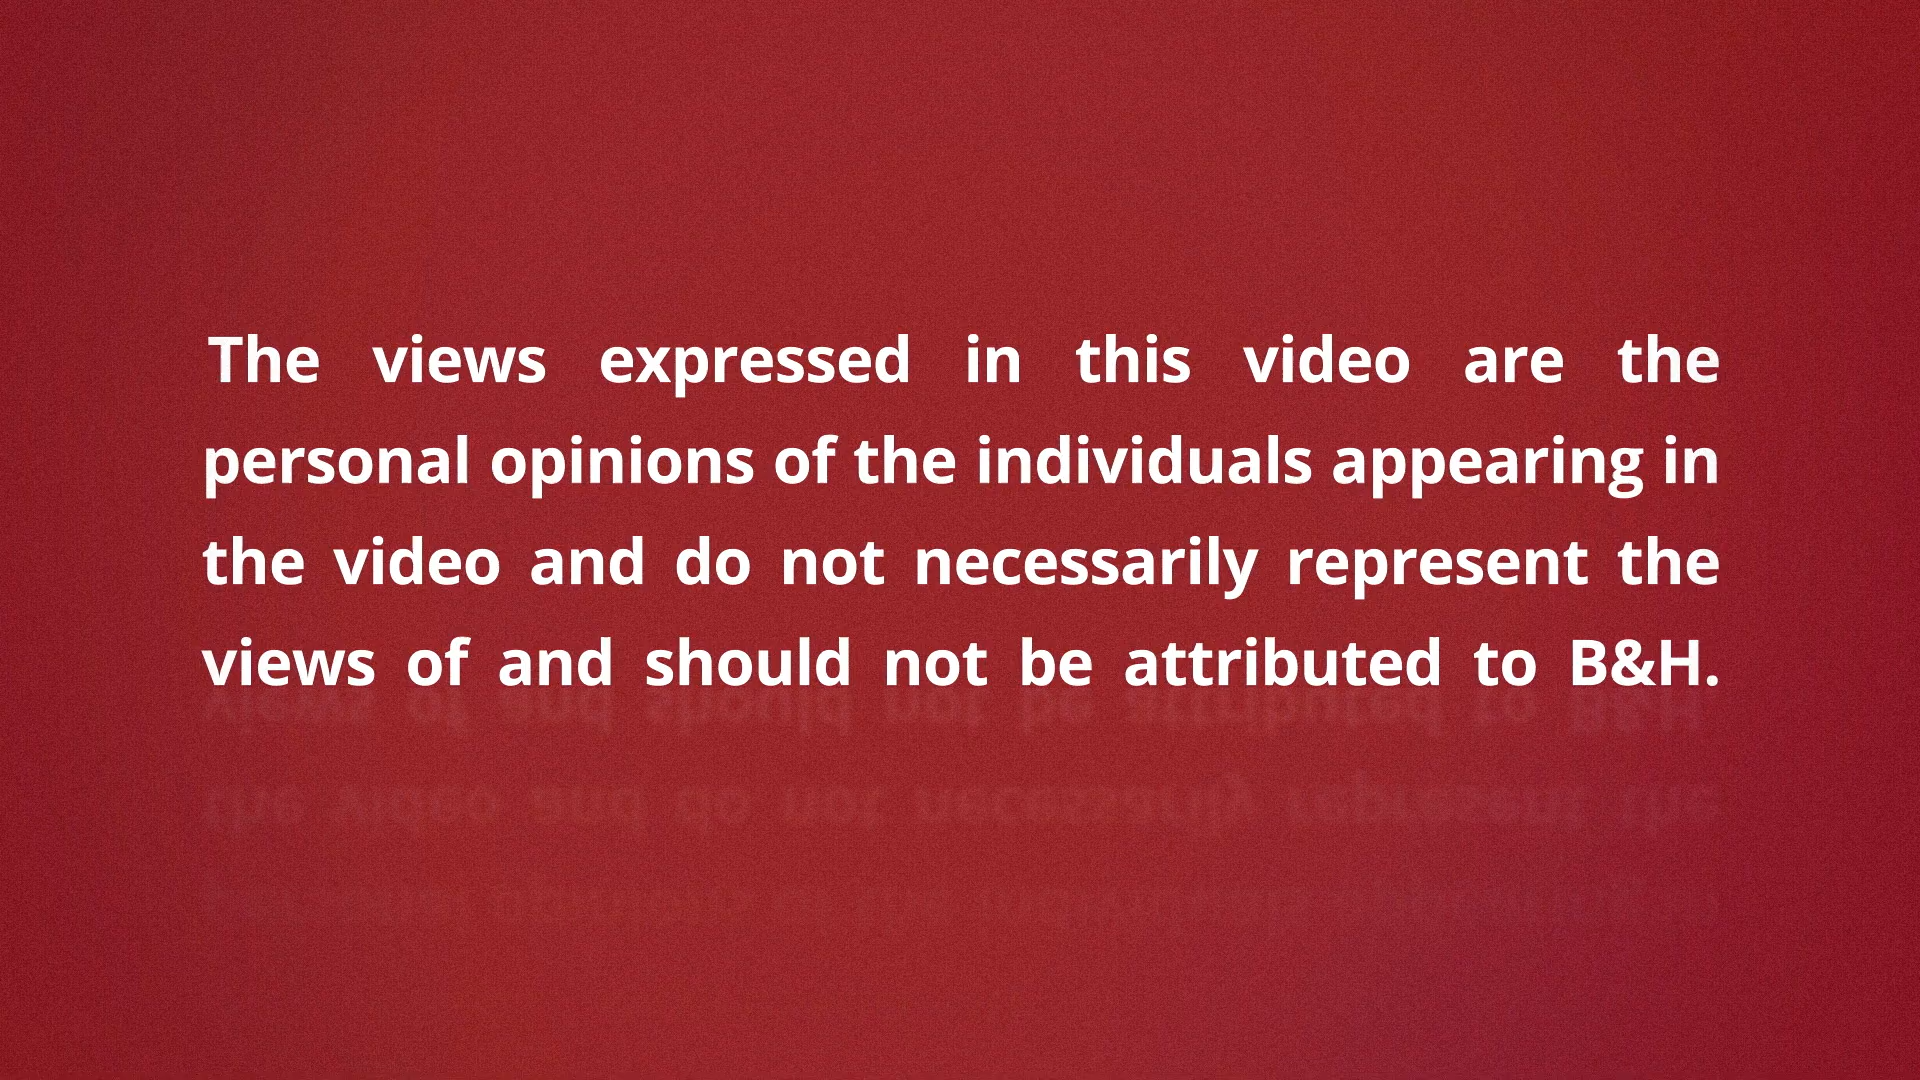 The views expressed in this video are the
personal opinions of the individuals appearing in
the video and do not necessarily represent the
views of and should not be attributed to B&H.